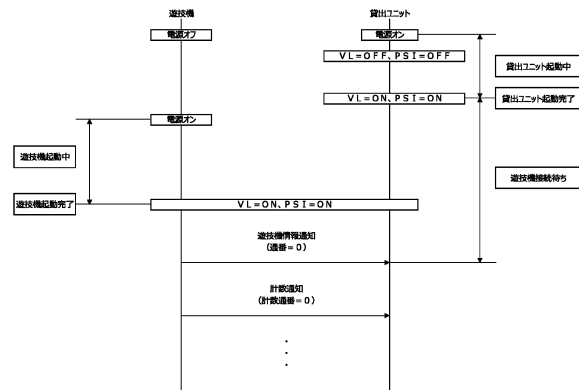 遊技機
貸出ユニット
電源オフ
電源オン
VL=OFF、PSI=OFF
貸出ユニット起動中
VL=ON、PSI=ON
貸出ユニット起動完了
電源オン
遊技機起動中
遊技機接続待ち
遊技機起動完了
VL=ON、PSI=ON
遊技機情報通知
(通番=0)
計数通知
(計数通番=0)